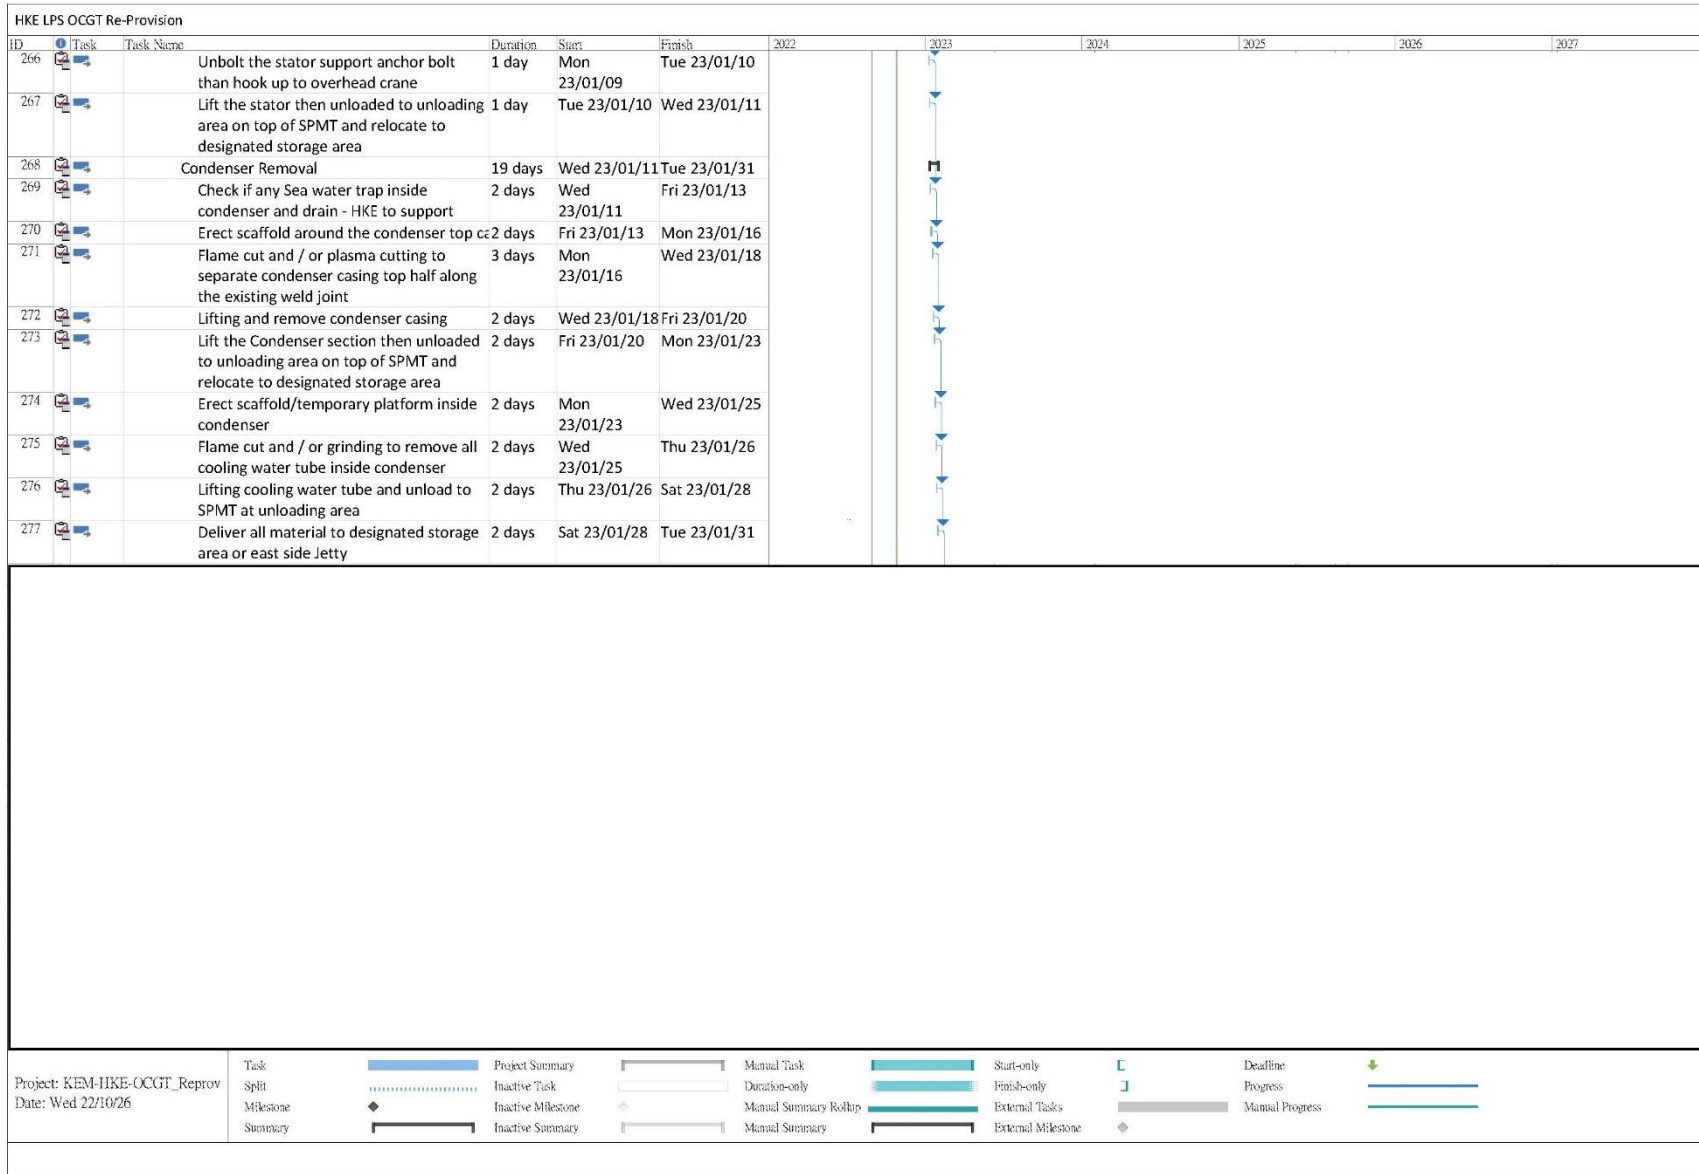 HKE LPS OCGT Re-Provision
ID Task Task Name Duration Start Finish 2022 2023 2024 2025 2026 2027
266 Unbolt the stator support anchor bolt 1 day Mon Tue 23/01/10
than hook up to overhead crane 23/01/09
267 Lift the stator then unloaded to unloading 1 day Tue 23/01/10 Wed 23/01/11
area on top of SPMT and relocate to
designated storage area
268 Condenser Removal 19 days Wed 23/01/11 Tue 23/01/31
269 Check if any Sea water trap inside 2 days Wed Fri 23/01/13
condenser and drain - HKE to support 23/01/11
270 Erect scaffold around the condenser top ca 2 days Fri 23/01/13 Mon 23/01/16
271 Flame cut and / or plasma cutting to 3 days Mon Wed 23/01/18
separate condenser casing top half along 23/01/16
the existing weld joint
272 Lifting and remove condenser casing 2 days Wed 23/01/18 Fri 23/01/20
273 Lift the Condenser section then unloaded 2 days Fri 23/01/20 Mon 23/01/23
to unloading area on top of SPMT and
relocate to designated storage area
274 Erect scaffold/temporary platform inside 2 days Mon Wed 23/01/25
condenser 23/01/23
275 Flame cut and / or grinding to remove all 2 days Wed Thu 23/01/26
cooling water tube inside condenser 23/01/25
276 Lifting cooling water tube and unload to 2 days Thu 23/01/26 Sat 23/01/28
SPMT at unloading area
277 Deliver all material to designated storage 2 days Sat 23/01/28 Tue 23/01/31
area or east side Jetty
Project: KEM-HKE-OCGT_Reprov
Date: Wed 22/10/26
Task Project Summary Manual Task Start-only Deadline
Split Inactive Task Duration-only Finish-only Progress
Milestone Inactive Milestone Manual Summary Rollup External Tasks Manual Progress
Summary Inactive Summary Manual Summary External Milestone